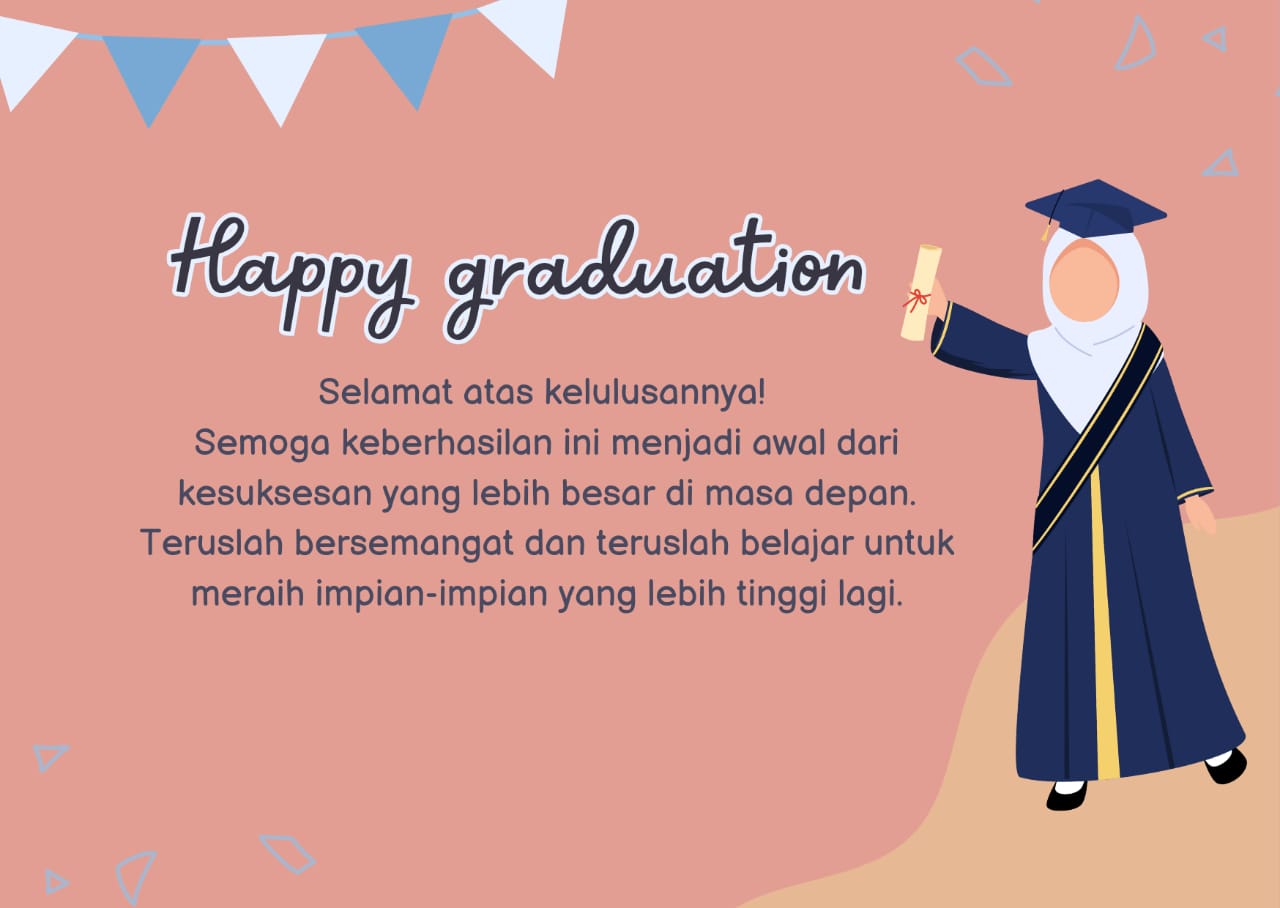 Happy graduation
Selamat atas kelulusannya!
Semoga keberhasilan ini menjadi awal dari
kesuksesan yang lebih besar di masa depan.
Teruslah bersemangat dan teruslah belajar untuk
meraih impian-impian yang lebih tinggi lagi.